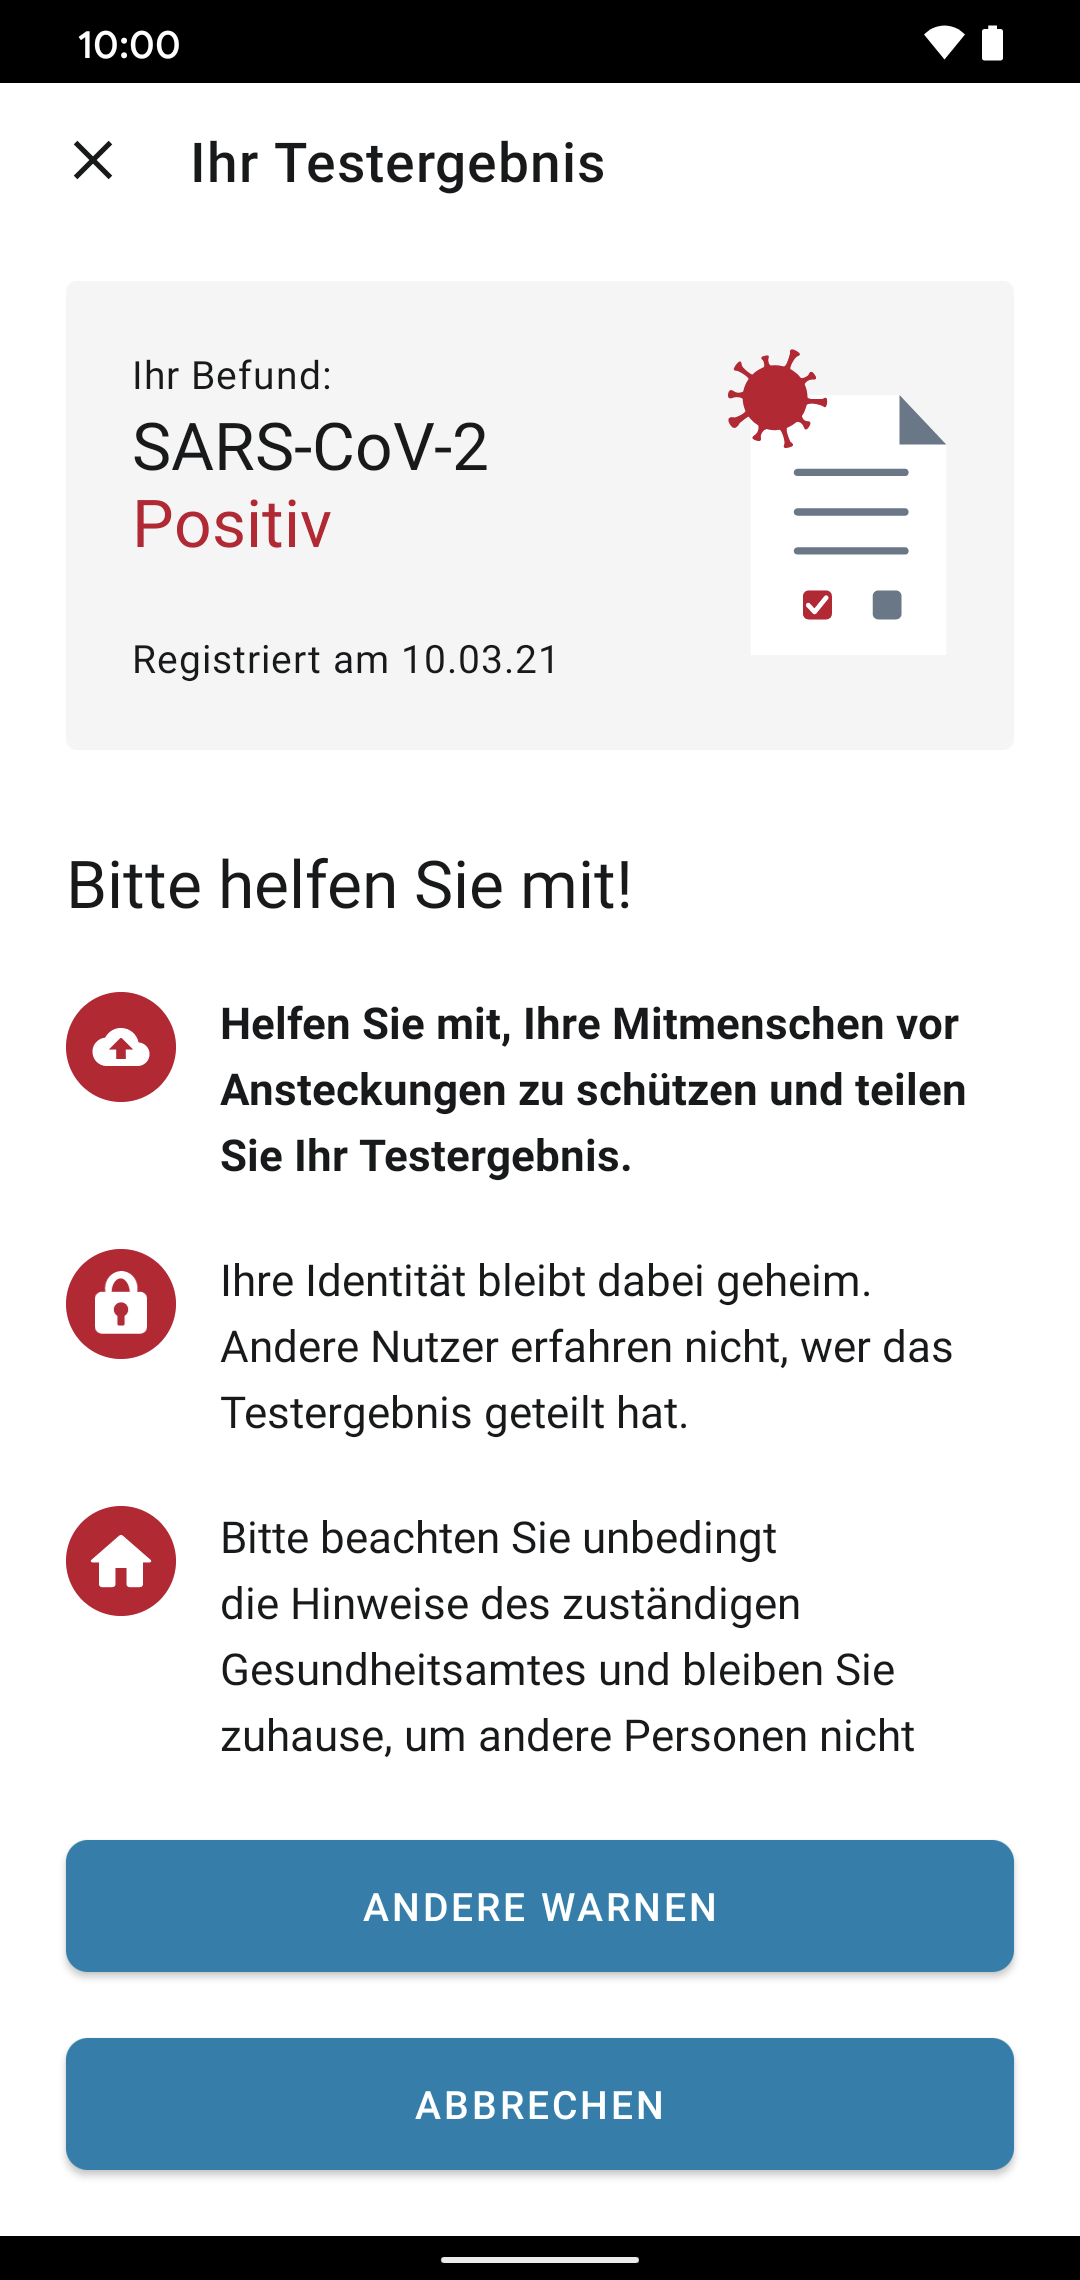 10:00
Ihr Testergebnis
Ihr Befund:
SARS-CoV-2
Positiv
Registriert am 10.03.21
Bitte helfen Sie mit!
Helfen Sie mit, Ihre Mitmenschen vor
Ansteckungen zu schützen und teilen
Sie Ihr Testergebnis.
Ihre Identität bleibt dabei geheim.
Andere Nutzer erfahren nicht, wer das
Testergebnis geteilt hat.
Bitte beachten Sie unbedingt
die Hinweise des zuständigen
Gesundheitsamtes und bleiben Sie
zuhause, um andere Personen nicht
ANDERE WARNEN
ABBRECHEN